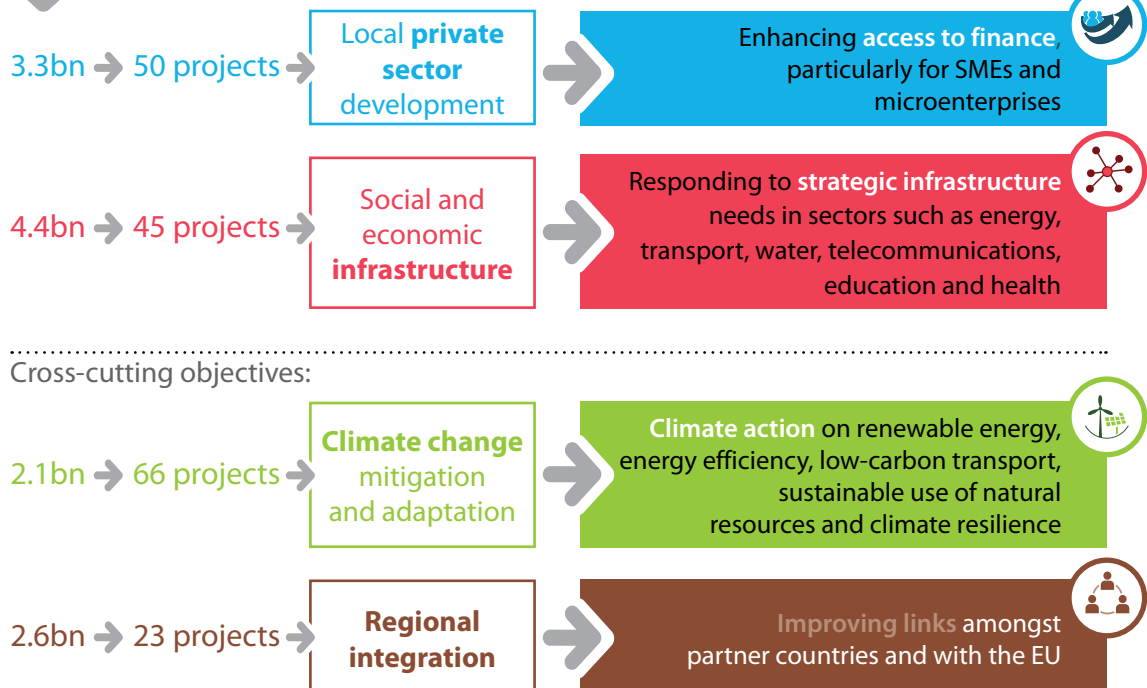 3.3bn 50 projects
Local private
sector
development
Enhancing access to finance,
particularly for SMEs and
microenterprises
4.4bn 45 projects
Social and
economic
infrastructure
Responding to strategic infrastructure
needs in sectors such as energy,
transport, water, telecommunications,
education and health
Cross-cutting objectives:
2.1bn 66 projects
Climate change
mitigation
and adaptation
Climate action on renewable energy,
energy efficiency, low-carbon transport,
sustainable use of natural
resources and climate resilience
2.6bn 23 projects
Regional
integration
Improving links amongst
partner countries and with the EU